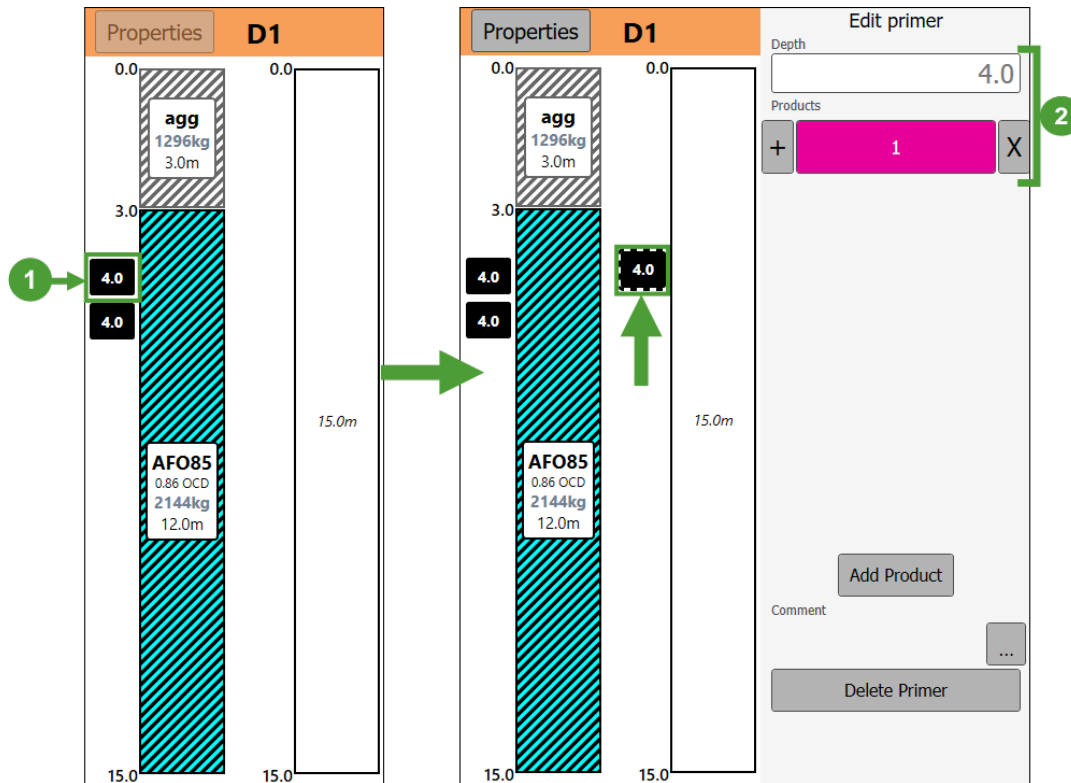 Properties D1
0.0 0.0
agg
1296kg
3.0m
3.0
1
4.0
4.0
15.0m
AFO85
0.86 OCD
2144kg
12.0m
15.0 15.0
Properties D1
0.0 0.0
agg
1296kg
3.0m
3.0
4.0 4.0
4.0
15.0m
AFO85
0.86 OCD
2144kg
12.0m
15.0 15.0
Edit primer
Depth
4.0
Products
+ 1 X
2
Add Product
Comment
...
Delete Primer